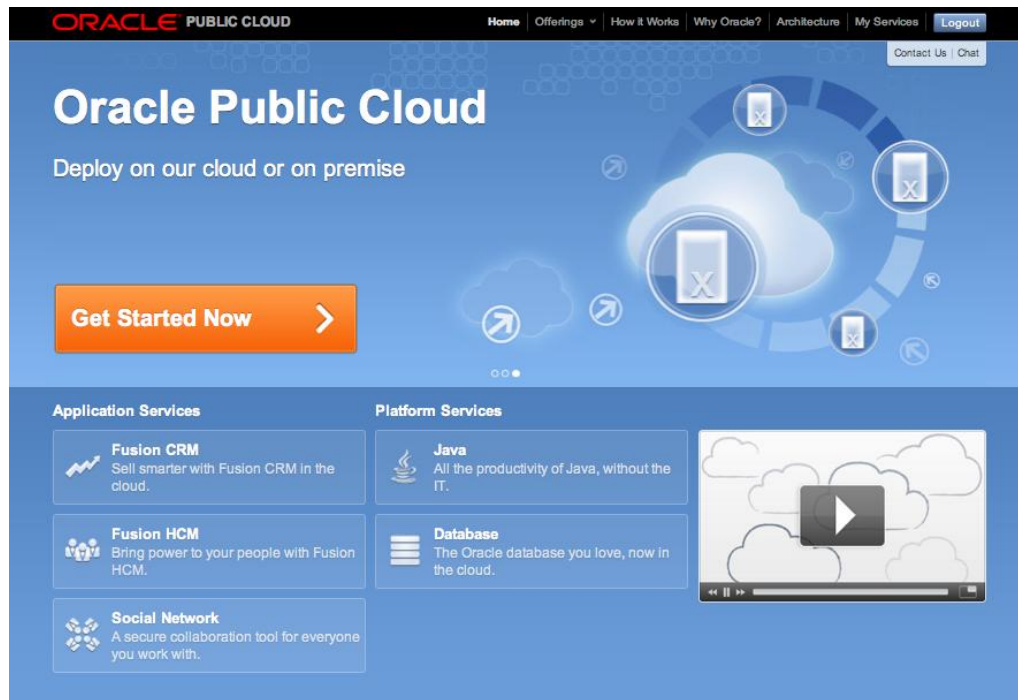 ORACLE PUBLIC CLOUD
Home Offerings How it Works Why Oracle? Architecture My Services Logout
Contact Us | Chat
Oracle Public Cloud
Deploy on our cloud or on premise
X
X
X
X
Get Started Now
Application Services
Fusion CRM
Sell smarter with Fusion CRM in the
cloud.
Fusion HCM
Bring power to your people with Fusion
HCM.
Social Network
A secure collaboration tool for everyone
you work with.
Platform Services
Java
All the productivity of Java, without the
IT.
Database
The Oracle database you love, now in
the cloud.